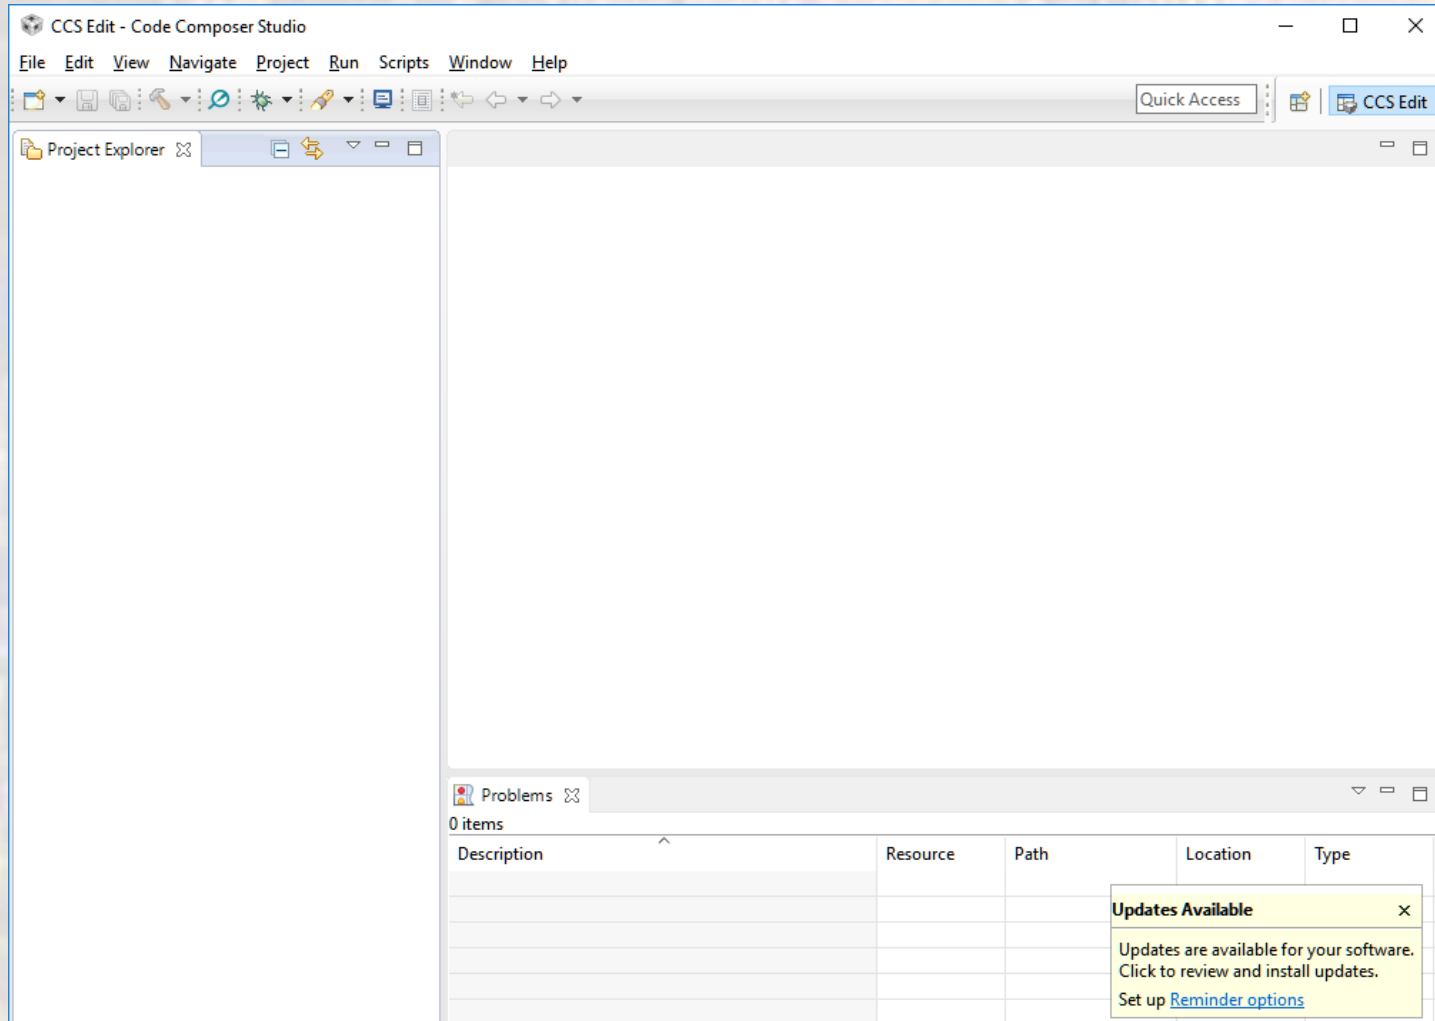 CCS Edit - Code Composer Studio
File Edit View Navigate Project Run Scripts Window Help
Quick Access
CCS Edit
Project Explorer
Problems
0 items
Description Resource Path Location Type
Updates Available
Updates are available for your software.
Click to review and install updates.
Set up Reminder options